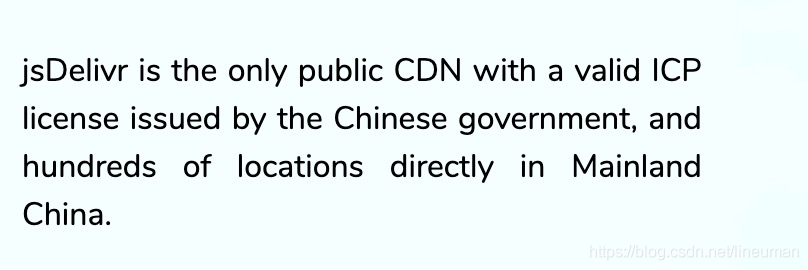 jsDelivr is the only public CDN with a valid ICP
license issued by the Chinese government, and
hundreds of locations directly in Mainland
China.
https://blog.csdn.net/lineuman